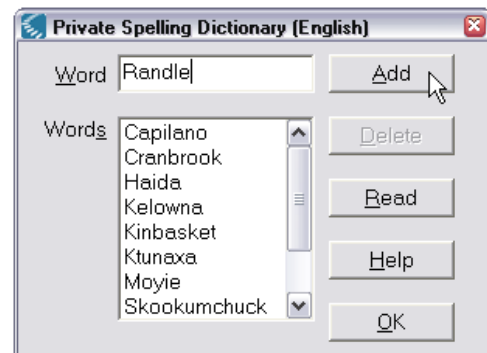 Private Spelling Dictionary (English)
Word Randle Add
Words Capilano Delete
Cranbrook
Haida
Kelowna Read
Kinbasket
Ktunaxa Help
Moyie
Skookumchuck
OK